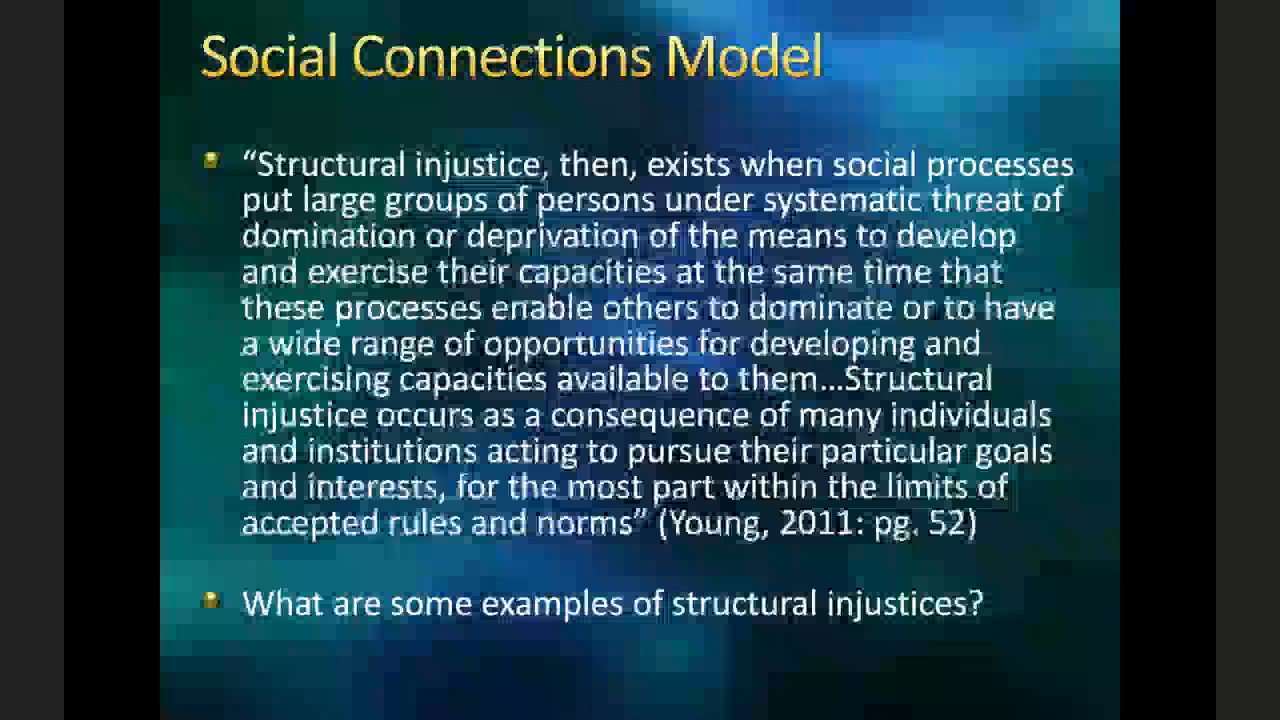 Social Connections Model
“Structural injustice, then, exists when social processes
put large groups of persons under systematic threat of
domination or deprivation of the means to develop
and exercise their capacities at the same time that
these processes enable others to dominate or to have
a wide range of opportunities for developing and
exercising capacities available to them…Structural
injustice occurs as a consequence of many individuals
and institutions acting to pursue their particular goals
and interests, for the most part within the limits of
accepted rules and norms” (Young, 2011: pg. 52)
What are some examples of structural injustices?